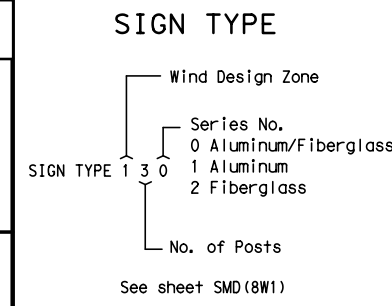 SIGN TYPE
Wind Design Zone
Series No.
0 Aluminum/Fiberglass
SIGN TYPE 1 3 0
1 Aluminum
2 Fiberglass
No. of Posts
See sheet SMD(8W1)